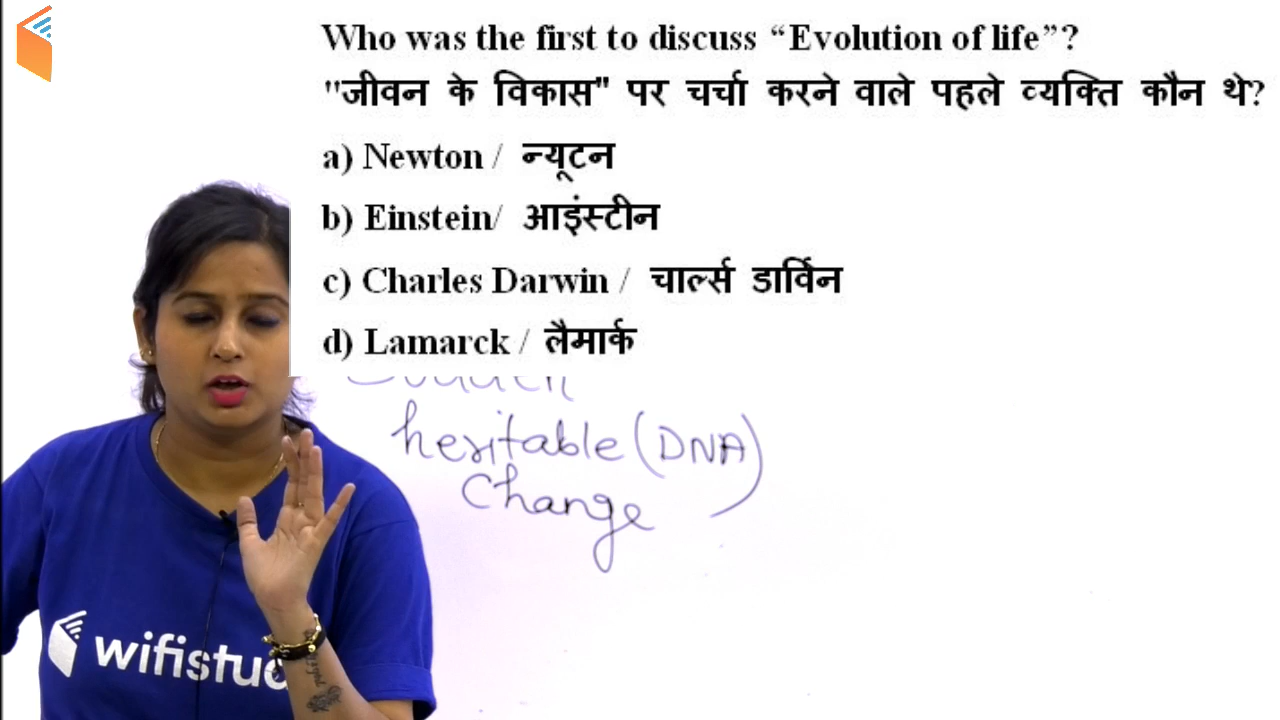 Who was the first to discuss “Evolution of life”?
"जीवन के विकास" पर चर्चा करने वाले पहले व्यक्ति कौन थे?
a) Newton / न्यूटन
b) Einstein/ आइंस्टीन
c) Charles Darwin / चार्ल्स डार्विन
d) Lamarck / लैमार्क
heritable (DNA)
Change